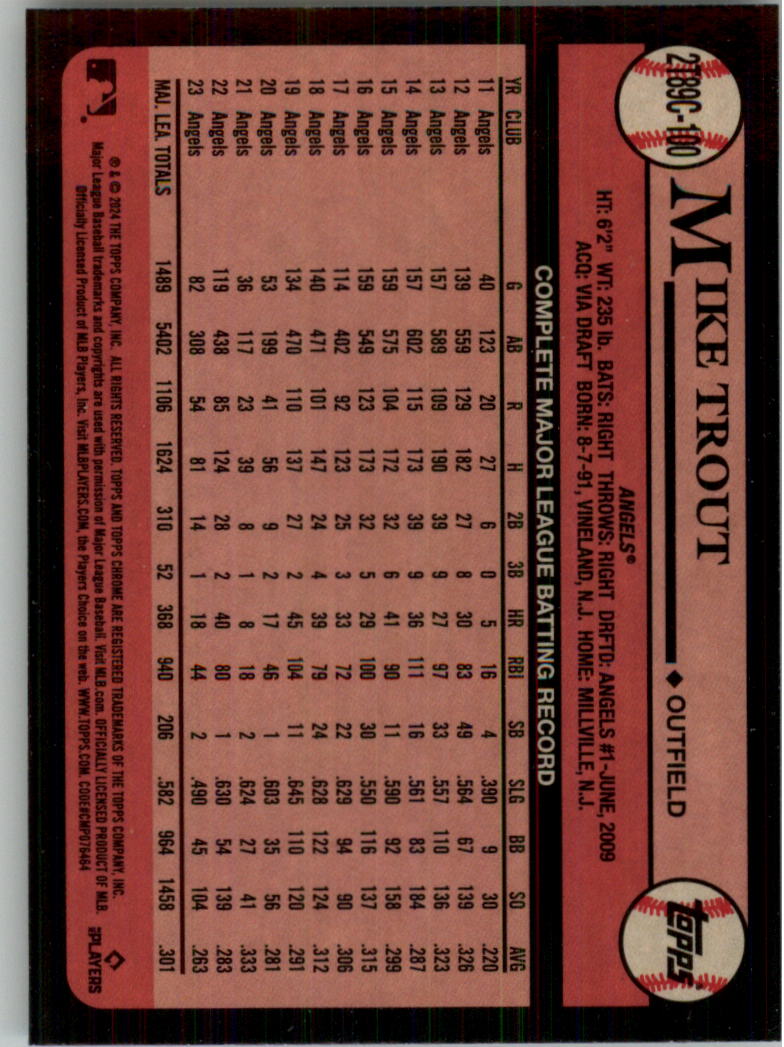 2T89C-100
MIKE TROUT
◆ OUTFIELD
topps®
ANGELS®
HT: 6'2" WT: 235 lb. BATS: RIGHT THROWS: RIGHT DRFTD: ANGELS #1-JUNE, 2009
ACQ: VIA DRAFT BORN: 8-7-91, VINELAND, N.J. HOME: MILLVILLE, N.J.
COMPLETE MAJOR LEAGUE BATTING RECORD
YR CLUB G AB R H 2B 3B HR RBI SB SLG BB SO AVG
11 Angels 40 123 20 27 6 0 5 16 4 .390 9 30 .220
12 Angels 139 559 129 182 27 8 30 83 49 .564 67 139 .326
13 Angels 157 589 109 190 39 9 27 97 33 .557 110 136 .323
14 Angels 157 602 115 173 39 9 36 111 16 .561 83 184 .287
15 Angels 159 575 104 172 32 6 41 90 11 .590 92 158 .299
16 Angels 159 549 123 173 32 5 29 100 30 .550 116 137 .315
17 Angels 114 402 92 123 25 3 33 72 22 .629 94 90 .306
18 Angels 140 471 101 147 24 4 39 79 24 .628 122 124 .312
19 Angels 134 470 110 137 27 2 45 104 11 .645 110 120 .291
20 Angels 53 199 41 56 9 2 17 46 1 .603 35 56 .281
21 Angels 36 117 23 39 8 1 8 18 2 .624 27 41 .333
22 Angels 119 438 85 124 28 2 40 80 1 .630 54 139 .283
23 Angels 82 308 54 81 14 1 18 44 2 .490 45 104 .263
MAJ. LEA. TOTALS 1489 5402 1106 1624 310 52 368 940 206 .582 964 1458 .301
® & © 2024 THE TOPPS COMPANY, INC. ALL RIGHTS RESERVED. TOPPS AND TOPPS CHROME ARE REGISTERED TRADEMARKS OF THE TOPPS COMPANY, INC.
Major League Baseball trademarks and copyrights are used with permission of Major League Baseball. Visit MLB.com. OFFICIALLY LICENSED PRODUCT OF MLB
Officially Licensed Product of MLB Players, Inc. Visit MLBPLAYERS.COM, the Players Choice on the web. WWW.TOPPS.COM. CODE#CMP076464
MLB PLAYERS